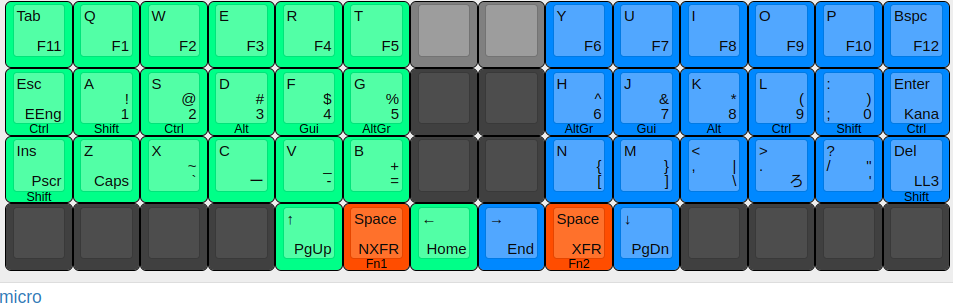 Tab Q W E R T Y U I O P Bspc
F11 F1 F2 F3 F4 F5 F6 F7 F8 F9 F10 F12
Esc A S D F G H J K L : Enter
! @ # $ % ^ & * ( )
EEng 1 2 3 4 5 6 7 8 9 ; 0 Kana
Ctrl Shift Ctrl Alt Gui AltGr AltGr Gui Alt Ctrl Shift Ctrl
Ins Z X C V B N M < > ? Del
~ _ + { } , | . / "
Pscr Caps ` ー - = [ ] \ ろ ' LL3
Shift Shift
↑ Space ← → Space ↓
PgUp NXFR Home End XFR PgDn
Fn1 Fn2
micro